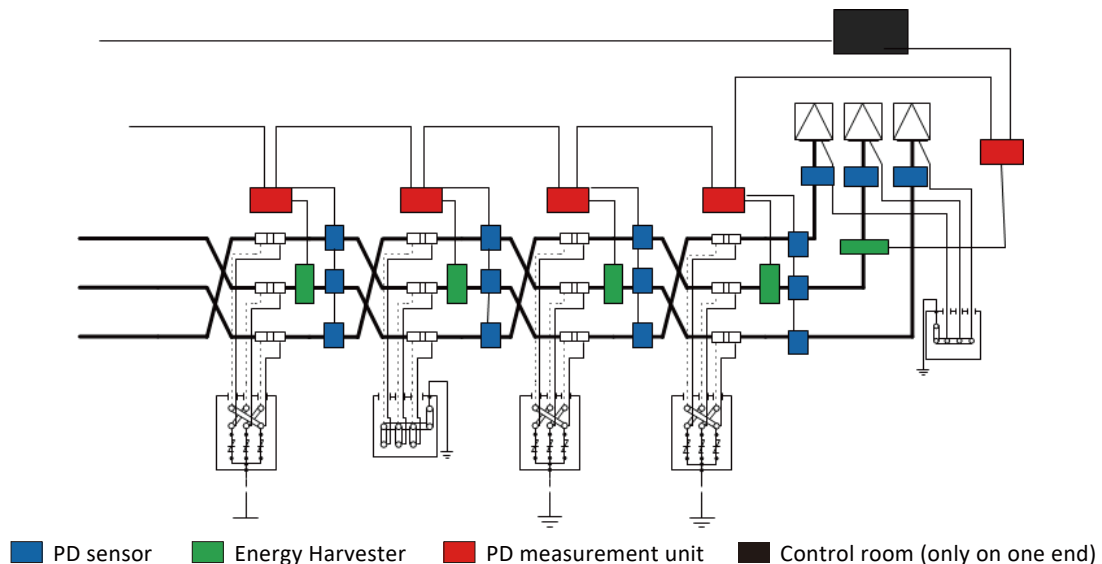 PD sensor Energy Harvester PD measurement unit Control room (only on one end)